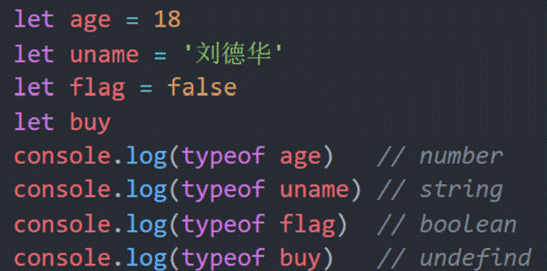 let age = 18
let uname = '刘德华'
let flag = false
let buy
console.log(typeof age) // number
console.log(typeof uname) // string
console.log(typeof flag) // boolean
console.log(typeof buy) // undefind